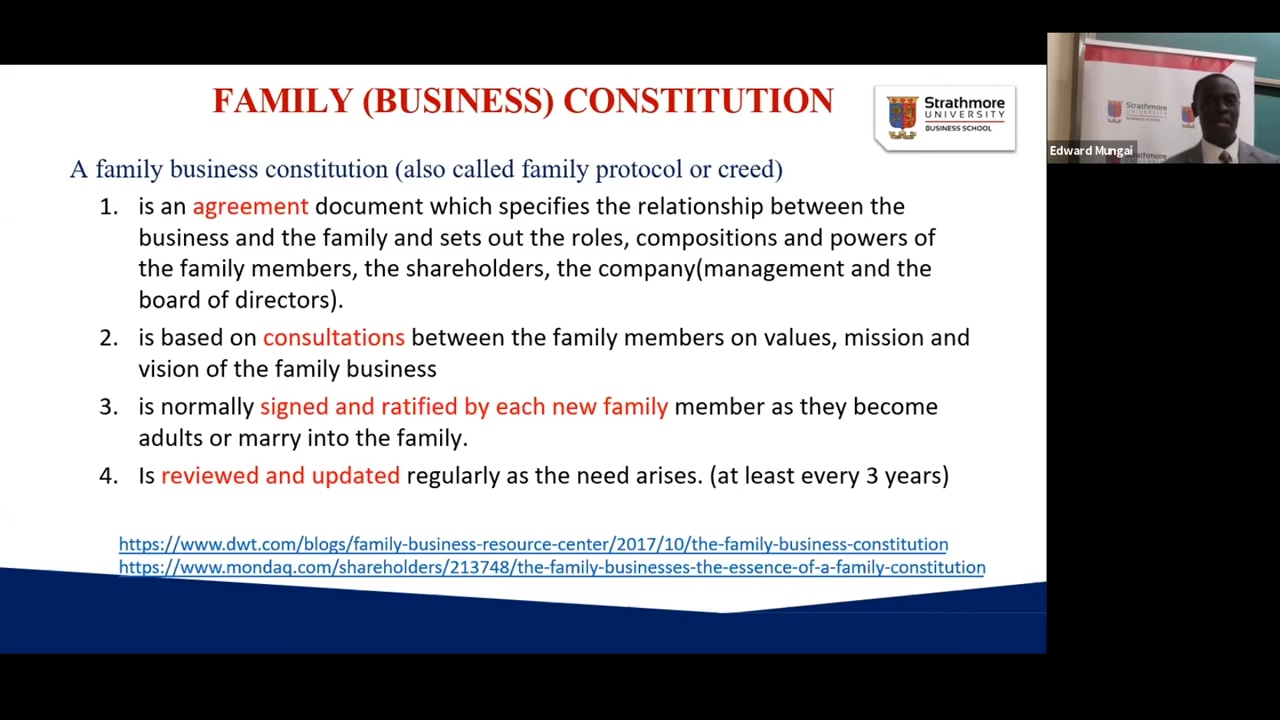 FAMILY (BUSINESS) CONSTITUTION
Strathmore
UNIVERSITY
BUSINESS SCHOOL
A family business constitution (also called family protocol or creed)
1. is an agreement document which specifies the relationship between the
business and the family and sets out the roles, compositions and powers of
the family members, the shareholders, the company(management and the
board of directors).
2. is based on consultations between the family members on values, mission and
vision of the family business
3. is normally signed and ratified by each new family member as they become
adults or marry into the family.
4. Is reviewed and updated regularly as the need arises. (at least every 3 years)
https://www.dwt.com/blogs/family-business-resource-center/2017/10/the-family-business-constitution
https://www.mondaq.com/shareholders/213748/the-family-businesses-the-essence-of-a-family-constitution
Strathmore
UNIVERSITY
Strathmore
Edward Mungai